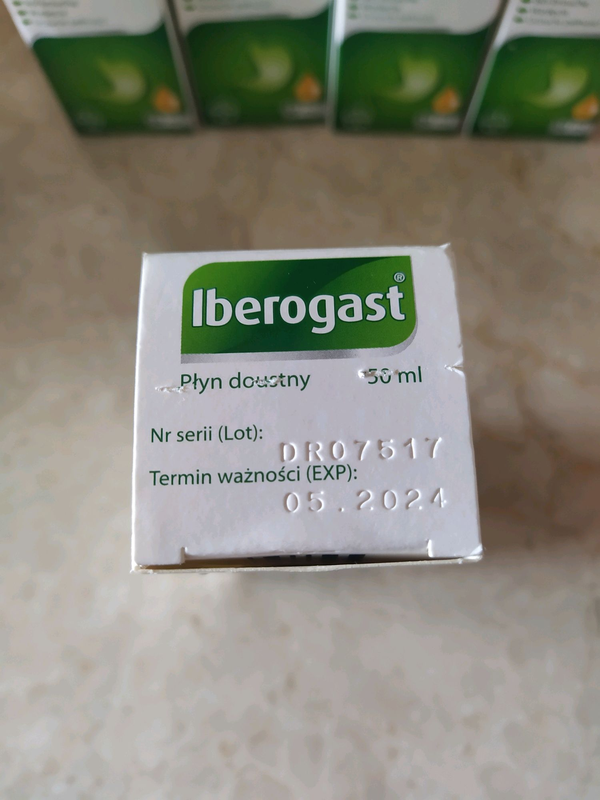 Iberogast®
Płyn doustny 50 ml
Nr serii (Lot): DR07517
Termin ważności (EXP):
05.2024